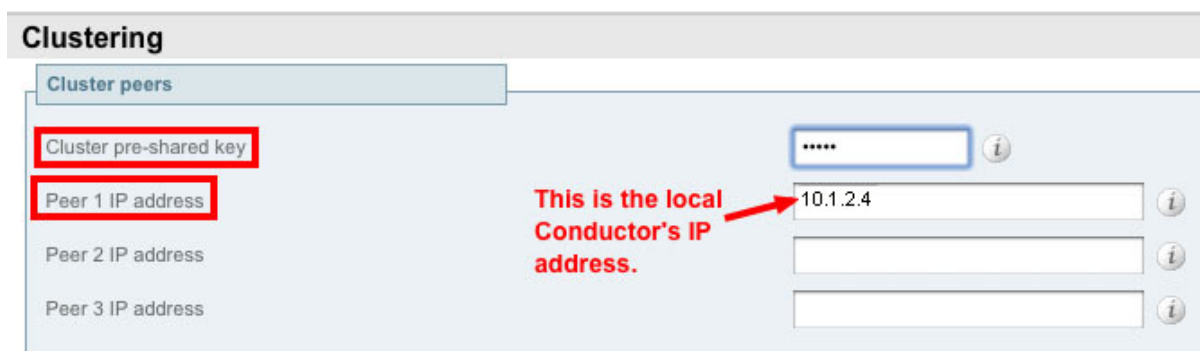 Clustering
Cluster peers
Cluster pre-shared key
•••••
Peer 1 IP address
This is the local
Conductor's IP
address.
10.1.2.4
Peer 2 IP address
Peer 3 IP address